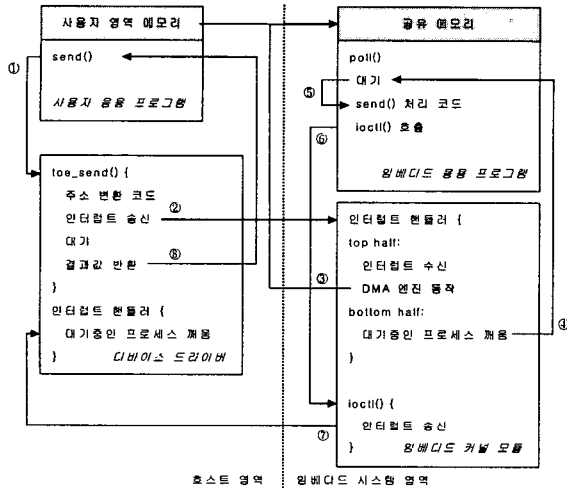 사용자 영역 메모리
send()
①
사용자 응용 프로그램
toe_send() {
주소 변환 코드
인터럽트 송신
②
대기
결과값 반환
⑧
}
인터럽트 핸들러 {
대기중인 프로세스 깨움
}
디바이스 드라이버
호스트 영역
공유 메모리
poll()
대기
⑤
send() 처리 코드
⑥
ioctl() 호출
임베디드 응용 프로그램
인터럽트 핸들러 {
top half:
인터럽트 수신
③
DMA 엔진 동작
bottom half:
대기중인 프로세스 깨움
④
}
ioctl() {
인터럽트 송신
⑦
}
임베디드 커널 모듈
임베디드 시스템 영역